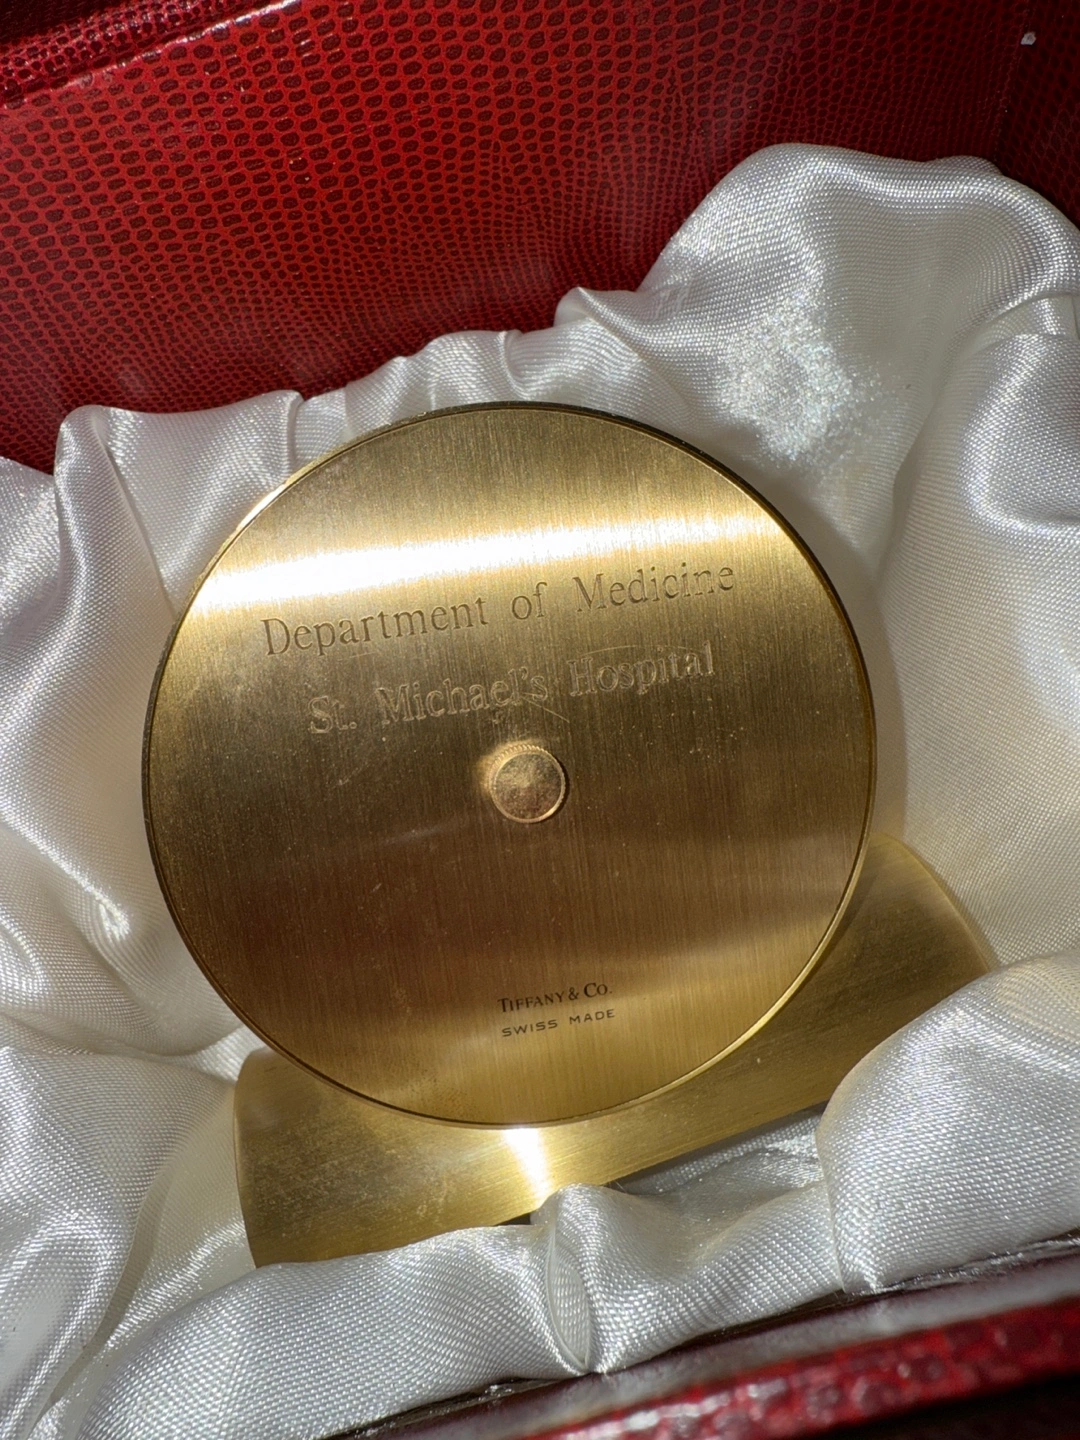 Department of Medicine
St. Michael's Hospital
TIFFANY & CO.
SWISS MADE